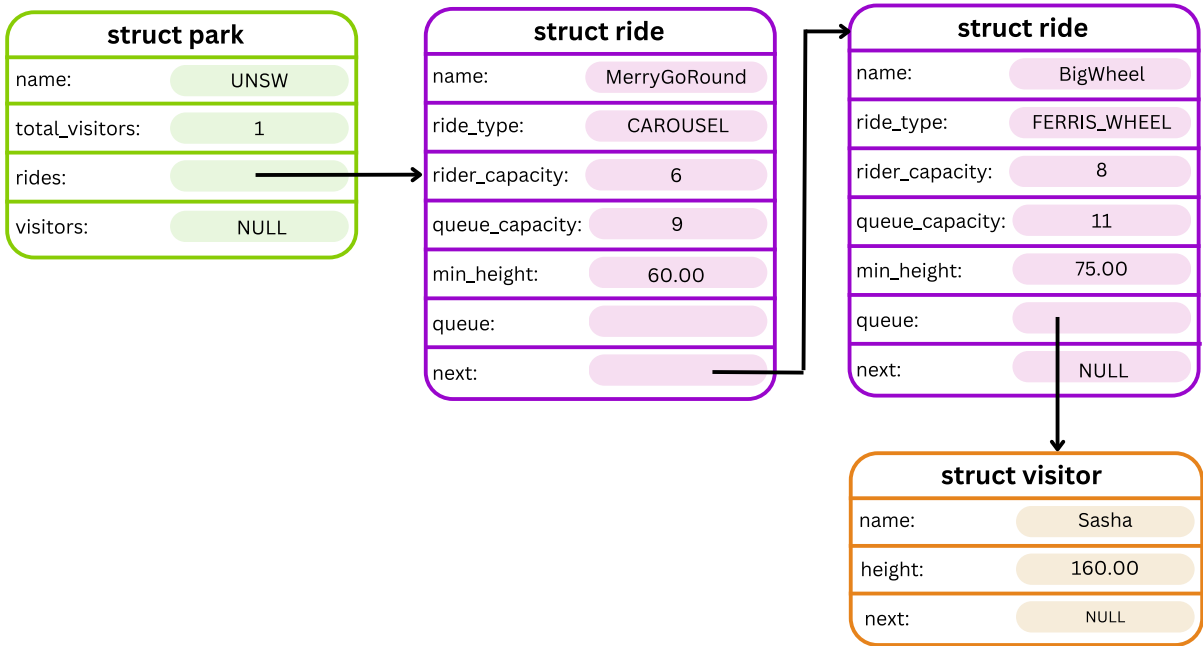 struct park
name: UNSW
total_visitors: 1
rides:
visitors: NULL
struct ride
name: MerryGoRound
ride_type: CAROUSEL
rider_capacity: 6
queue_capacity: 9
min_height: 60.00
queue:
next:
struct ride
name: BigWheel
ride_type: FERRIS_WHEEL
rider_capacity: 8
queue_capacity: 11
min_height: 75.00
queue:
next: NULL
struct visitor
name: Sasha
height: 160.00
next: NULL